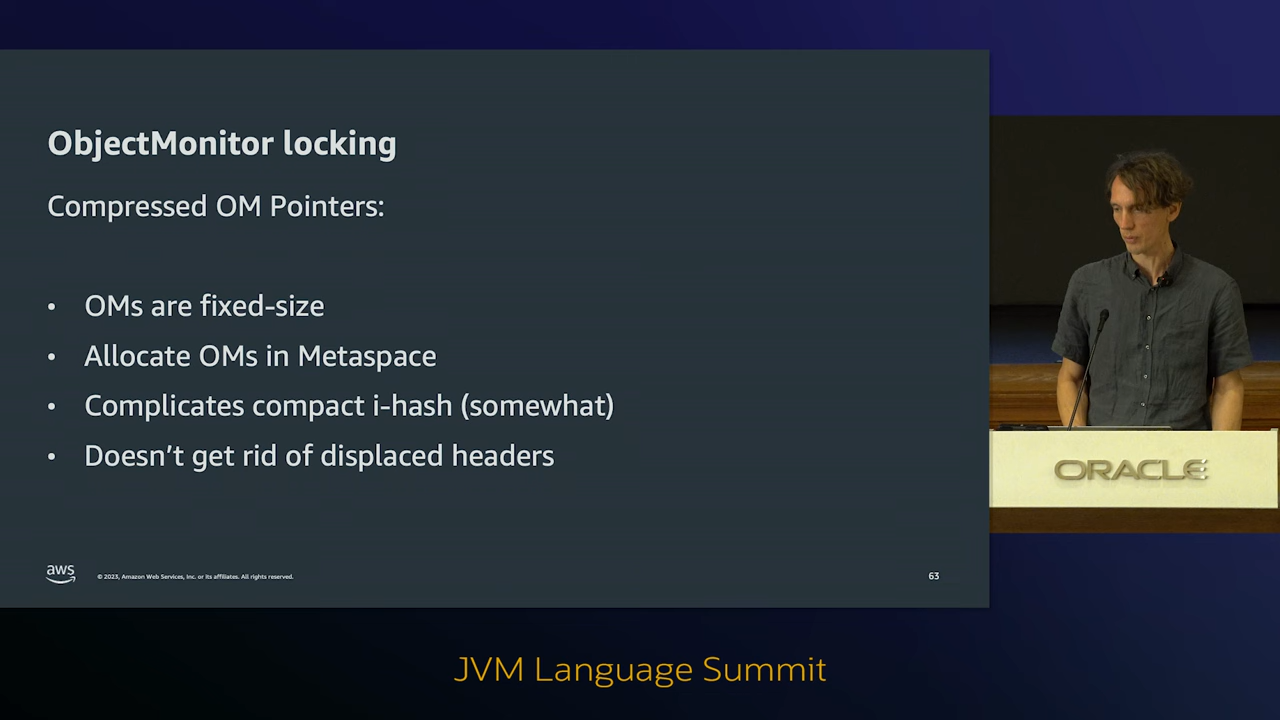 ObjectMonitor locking
Compressed OM Pointers:
• OMs are fixed-size
• Allocate OMs in Metaspace
• Complicates compact i-hash (somewhat)
• Doesn’t get rid of displaced headers
aws
© 2023, Amazon Web Services, Inc. or its affiliates. All rights reserved.
63
ORACLE
JVM Language Summit